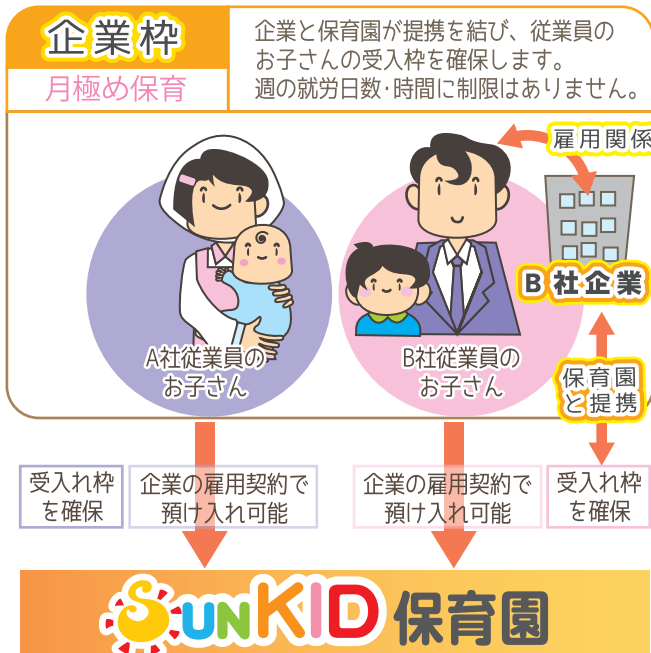 企業枠
月極め保育
企業と保育園が提携を結び、従業員の
お子さんの受入枠を確保します。
週の就労日数・時間に制限はありません。
雇用関係
B社企業
保育園
と提携
A社従業員の
お子さん
B社従業員の
お子さん
受入れ枠
を確保
企業の雇用契約で
預け入れ可能
企業の雇用契約で
預け入れ可能
受入れ枠
を確保
SUNKID保育園